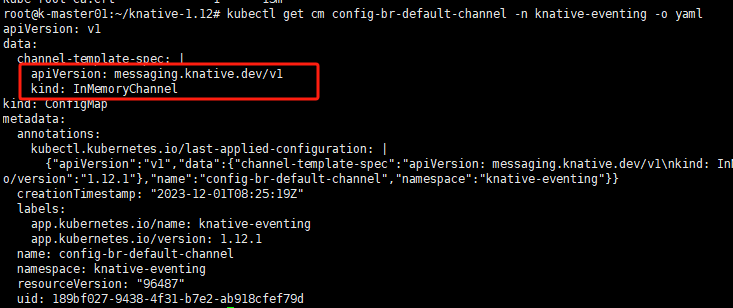 root@k-master01:~/knative-1.12# kubectl get cm config-br-default-channel -n knative-eventing -o yaml
apiVersion: v1
data:
  channel-template-spec: |
    apiVersion: messaging.knative.dev/v1
    kind: InMemoryChannel
kind: ConfigMap
metadata:
  annotations:
    kubectl.kubernetes.io/last-applied-configuration: |
      {"apiVersion":"v1","data":{"channel-template-spec":"apiVersion: messaging.knative.dev/v1\nkind: InM
o/version":"1.12.1"},"name":"config-br-default-channel","namespace":"knative-eventing"}}
  creationTimestamp: "2023-12-01T08:25:19Z"
  labels:
    app.kubernetes.io/name: knative-eventing
    app.kubernetes.io/version: 1.12.1
  name: config-br-default-channel
  namespace: knative-eventing
  resourceVersion: "96487"
  uid: 189bf027-9438-4f31-b7e2-ab918cfef79d